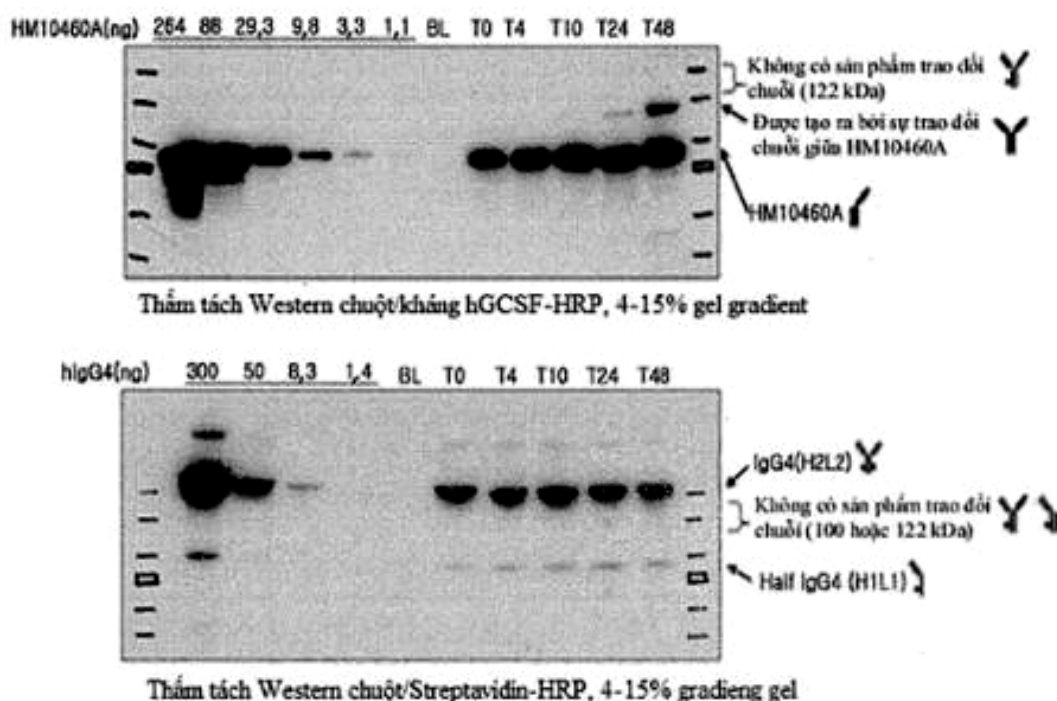 HM10460A(ng) 264 88 29,3 9,8 3,3 1,1 BL T0 T4 T10 T24 T48
Không có sản phẩm trao đổi
chuỗi (122 kDa)
Được tạo ra bởi sự trao đổi
chuỗi giữa HM10460A
HM10460A
Thẩm tách Western chuột/kháng hGCSF-HRP, 4-15% gel gradient
hIgG4(ng) 300 50 8,3 1,4 BL T0 T4 T10 T24 T48
IgG4(H2L2)
Không có sản phẩm trao đổi
chuỗi (100 hoặc 122 kDa)
Half IgG4 (H1L1)
Thẩm tách Western chuột/Streptavidin-HRP, 4-15% gradieng gel